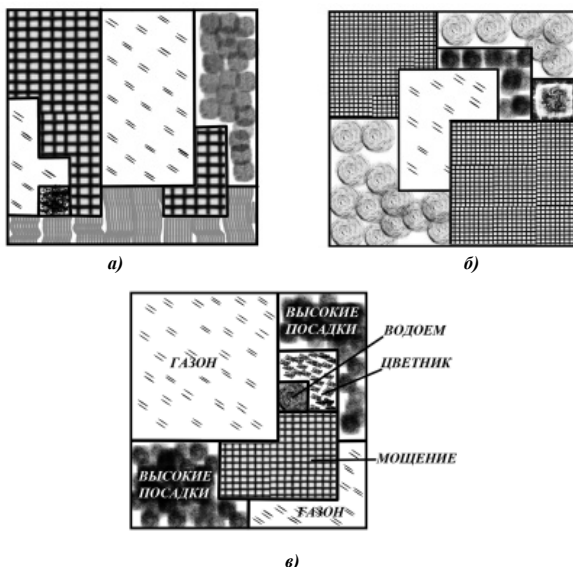 а)
б)
ВЫСОКИЕ
ПОСАДКИ
ВОДОЕМ
ГАЗОН
ЦВЕТНИК
МОЩЕНИЕ
ВЫСОКИЕ
ПОСАДКИ
ГАЗОН
в)